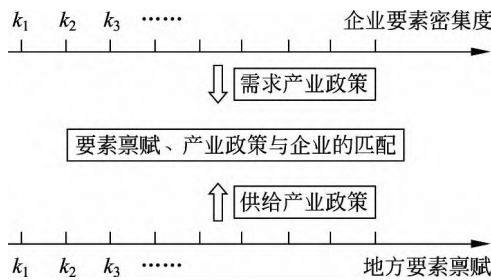 k₁ k₂ k₃ …… 企业要素密集度
需求产业政策
要素禀赋、产业政策与企业的匹配
供给产业政策
k₁ k₂ k₃ …… 地方要素禀赋